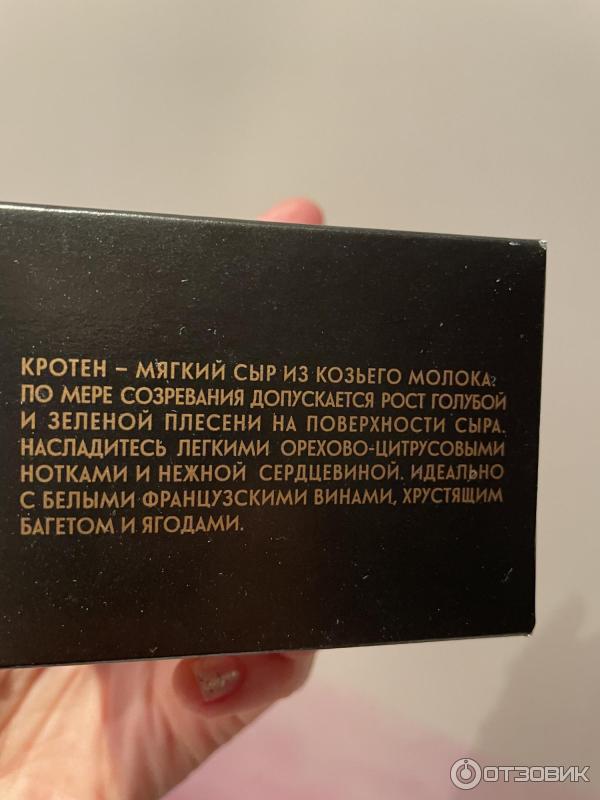 КРОТЕН – МЯГКИЙ СЫР ИЗ КОЗЬЕГО МОЛОКА.
ПО МЕРЕ СОЗРЕВАНИЯ ДОПУСКАЕТСЯ РОСТ ГОЛУБОЙ
И ЗЕЛЕНОЙ ПЛЕСЕНИ НА ПОВЕРХНОСТИ СЫРА.
НАСЛАДИТЕСЬ ЛЕГКИМИ ОРЕХОВО-ЦИТРУСОВЫМИ
НОТКАМИ И НЕЖНОЙ СЕРДЦЕВИНОЙ. ИДЕАЛЬНО
С БЕЛЫМИ ФРАНЦУЗСКИМИ ВИНАМИ, ХРУСТЯЩИМ
БАГЕТОМ И ЯГОДАМИ.
ОТЗОВИК